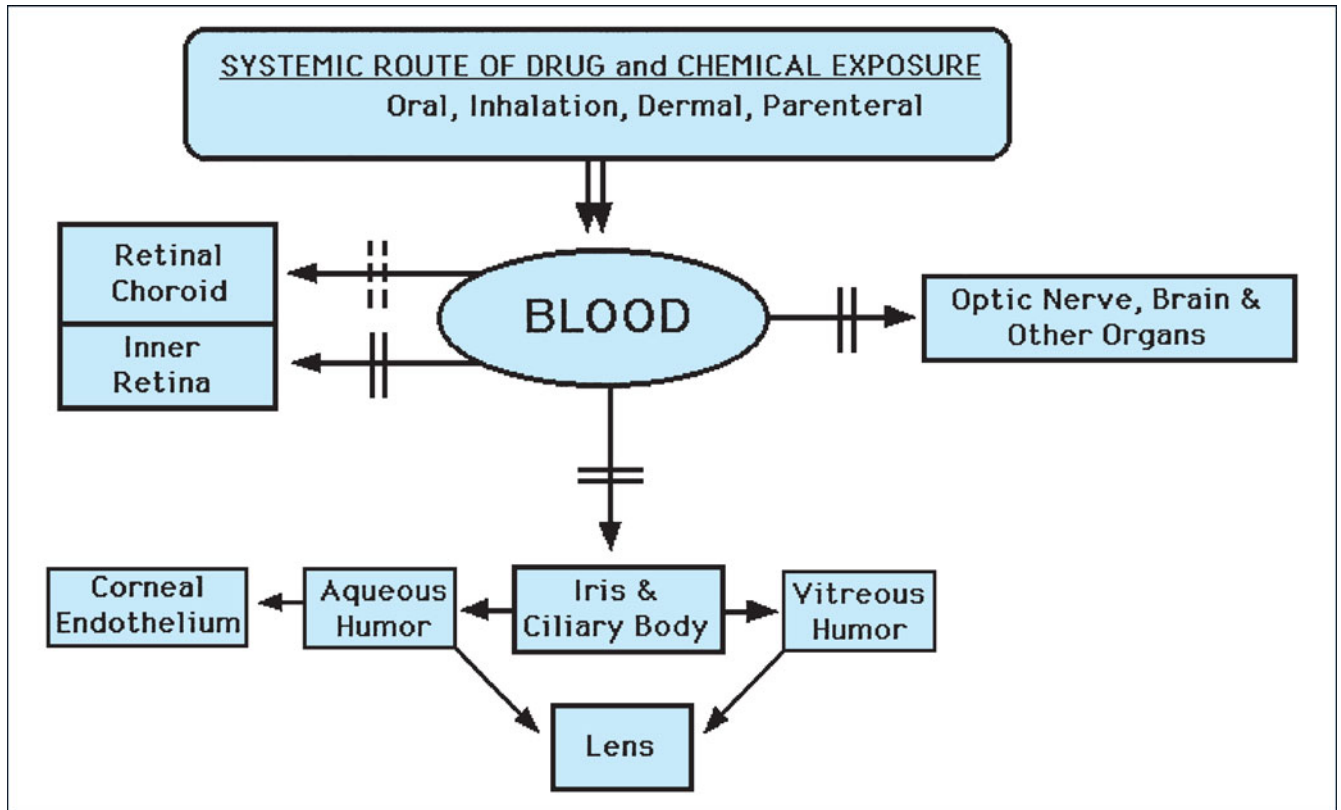 SYSTEMIC ROUTE OF DRUG and CHEMICAL EXPOSURE
Oral, Inhalation, Dermal, Parenteral
Retinal
Choroid
Inner
Retina
BLOOD
Optic Nerve, Brain &
Other Organs
Corneal
Endothelium
Aqueous
Humor
Iris &
Ciliary Body
Vitreous
Humor
Lens